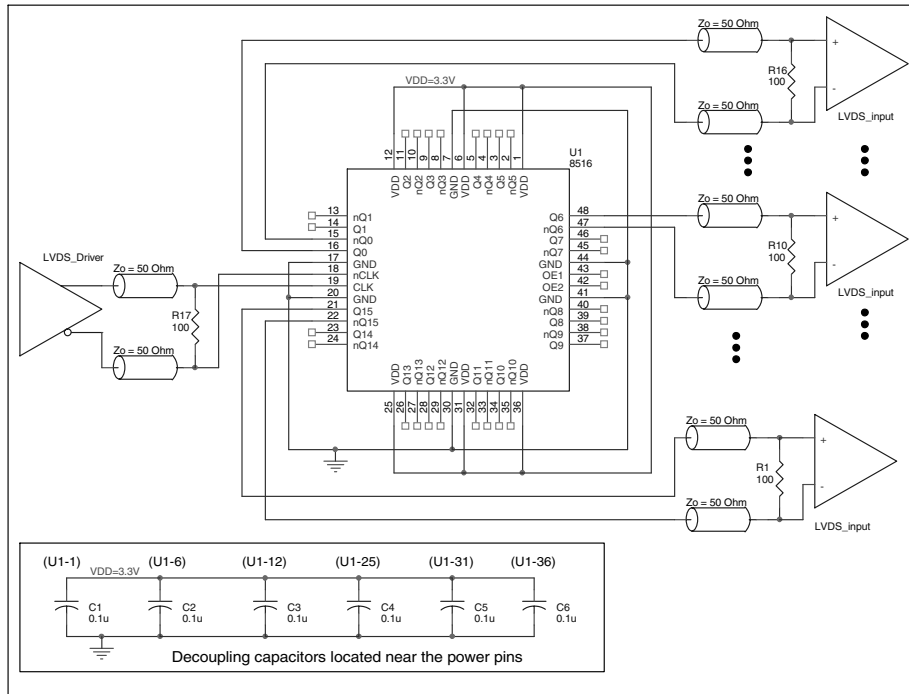 Zo = 50 Ohm
+
R16
100
-
Zo = 50 Ohm
LVDS_input
VDD=3.3V
U1
8516
12
11
10
9
8
7
6
5
4
3
2
1
VDD
Q2
nQ2
Q3
nQ3
GND
VDD
Q4
nQ4
Q5
nQ5
VDD
13 nQ1
14 Q1
15 nQ0
16 Q0
17 GND
18 nCLK
19 CLK
20 GND
21 Q15
22 nQ15
23 Q14
24 nQ14
Q6 48
nQ6 47
Q7 46
nQ7 45
GND 44
OE1 43
OE2 42
GND 41
nQ8 40
Q8 39
nQ9 38
Q9 37
VDD
Q13
nQ13
Q12
nQ12
GND
VDD
Q11
nQ11
Q10
nQ10
VDD
25
26
27
28
29
30
31
32
33
34
35
36
LVDS_Driver
Zo = 50 Ohm
R17
100
Zo = 50 Ohm
Zo = 50 Ohm
+
R10
100
-
Zo = 50 Ohm
LVDS_input
Zo = 50 Ohm
+
R1
100
-
Zo = 50 Ohm
LVDS_input
(U1-1) (U1-6) (U1-12) (U1-25) (U1-31) (U1-36)
VDD=3.3V
C1
0.1u
C2
0.1u
C3
0.1u
C4
0.1u
C5
0.1u
C6
0.1u
Decoupling capacitors located near the power pins